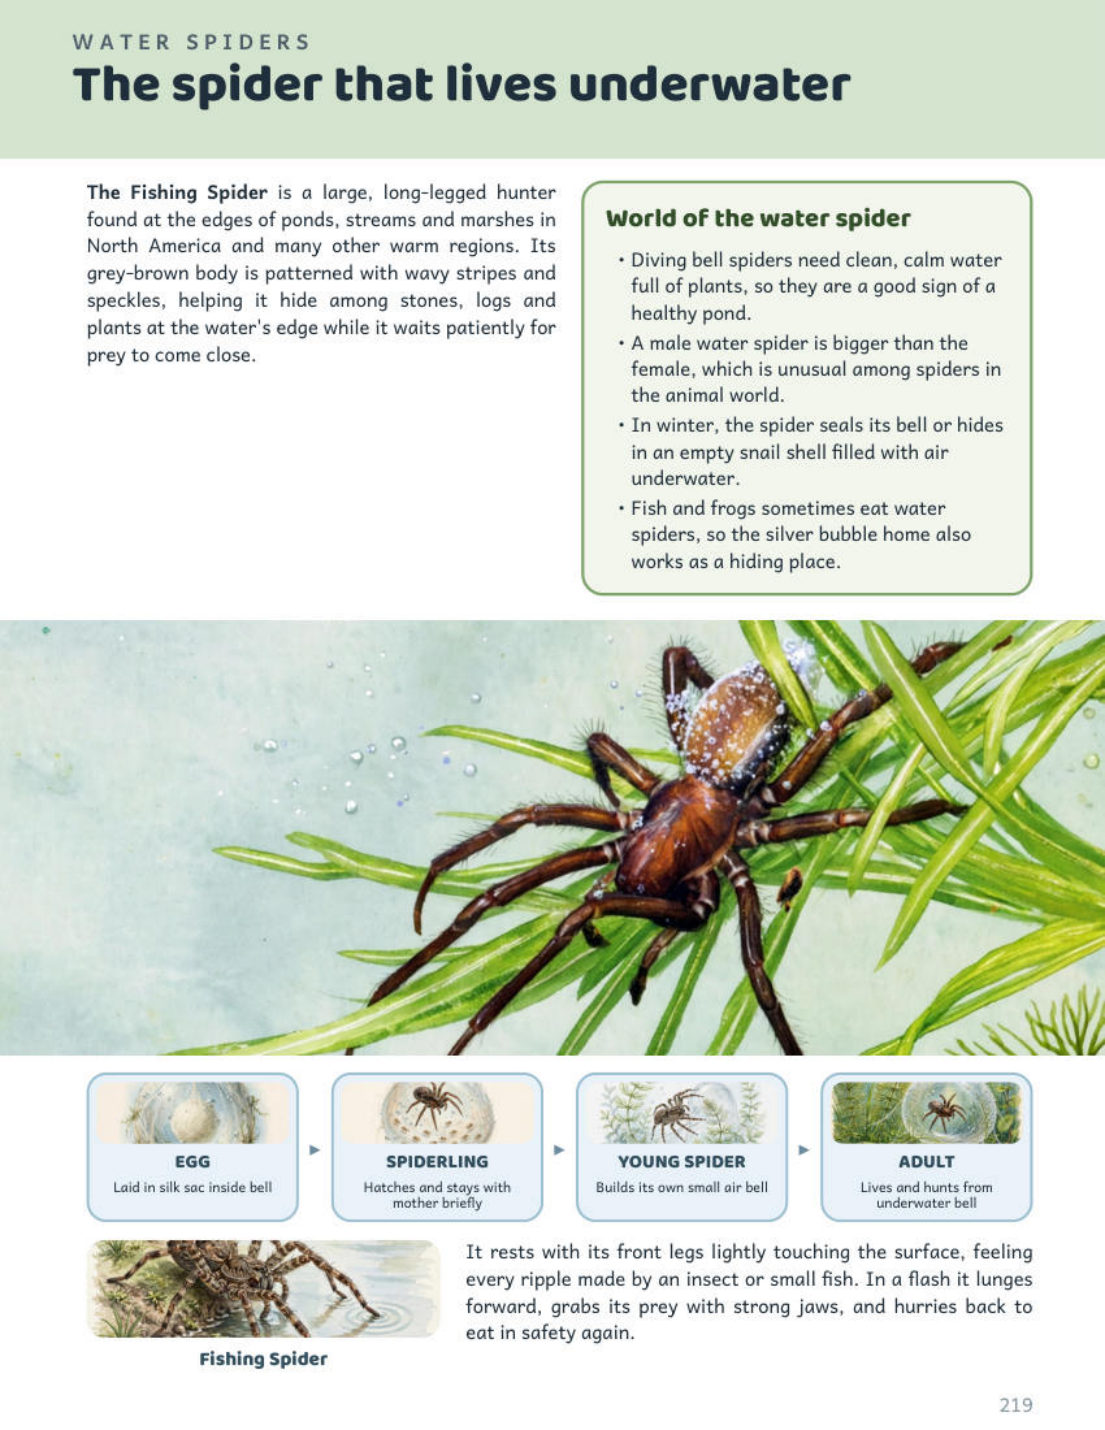 WATER SPIDERS
The spider that lives underwater
The Fishing Spider is a large, long-legged hunter
found at the edges of ponds, streams and marshes in
North America and many other warm regions. Its
grey-brown body is patterned with wavy stripes and
speckles, helping it hide among stones, logs and
plants at the water's edge while it waits patiently for
prey to come close.
World of the water spider
• Diving bell spiders need clean, calm water
full of plants, so they are a good sign of a
healthy pond.
• A male water spider is bigger than the
female, which is unusual among spiders in
the animal world.
• In winter, the spider seals its bell or hides
in an empty snail shell filled with air
underwater.
• Fish and frogs sometimes eat water
spiders, so the silver bubble home also
works as a hiding place.
EGG
Laid in silk sac inside bell
SPIDERLING
Hatches and stays with
mother briefly
YOUNG SPIDER
Builds its own small air bell
ADULT
Lives and hunts from
underwater bell
Fishing Spider
It rests with its front legs lightly touching the surface, feeling
every ripple made by an insect or small fish. In a flash it lunges
forward, grabs its prey with strong jaws, and hurries back to
eat in safety again.
219